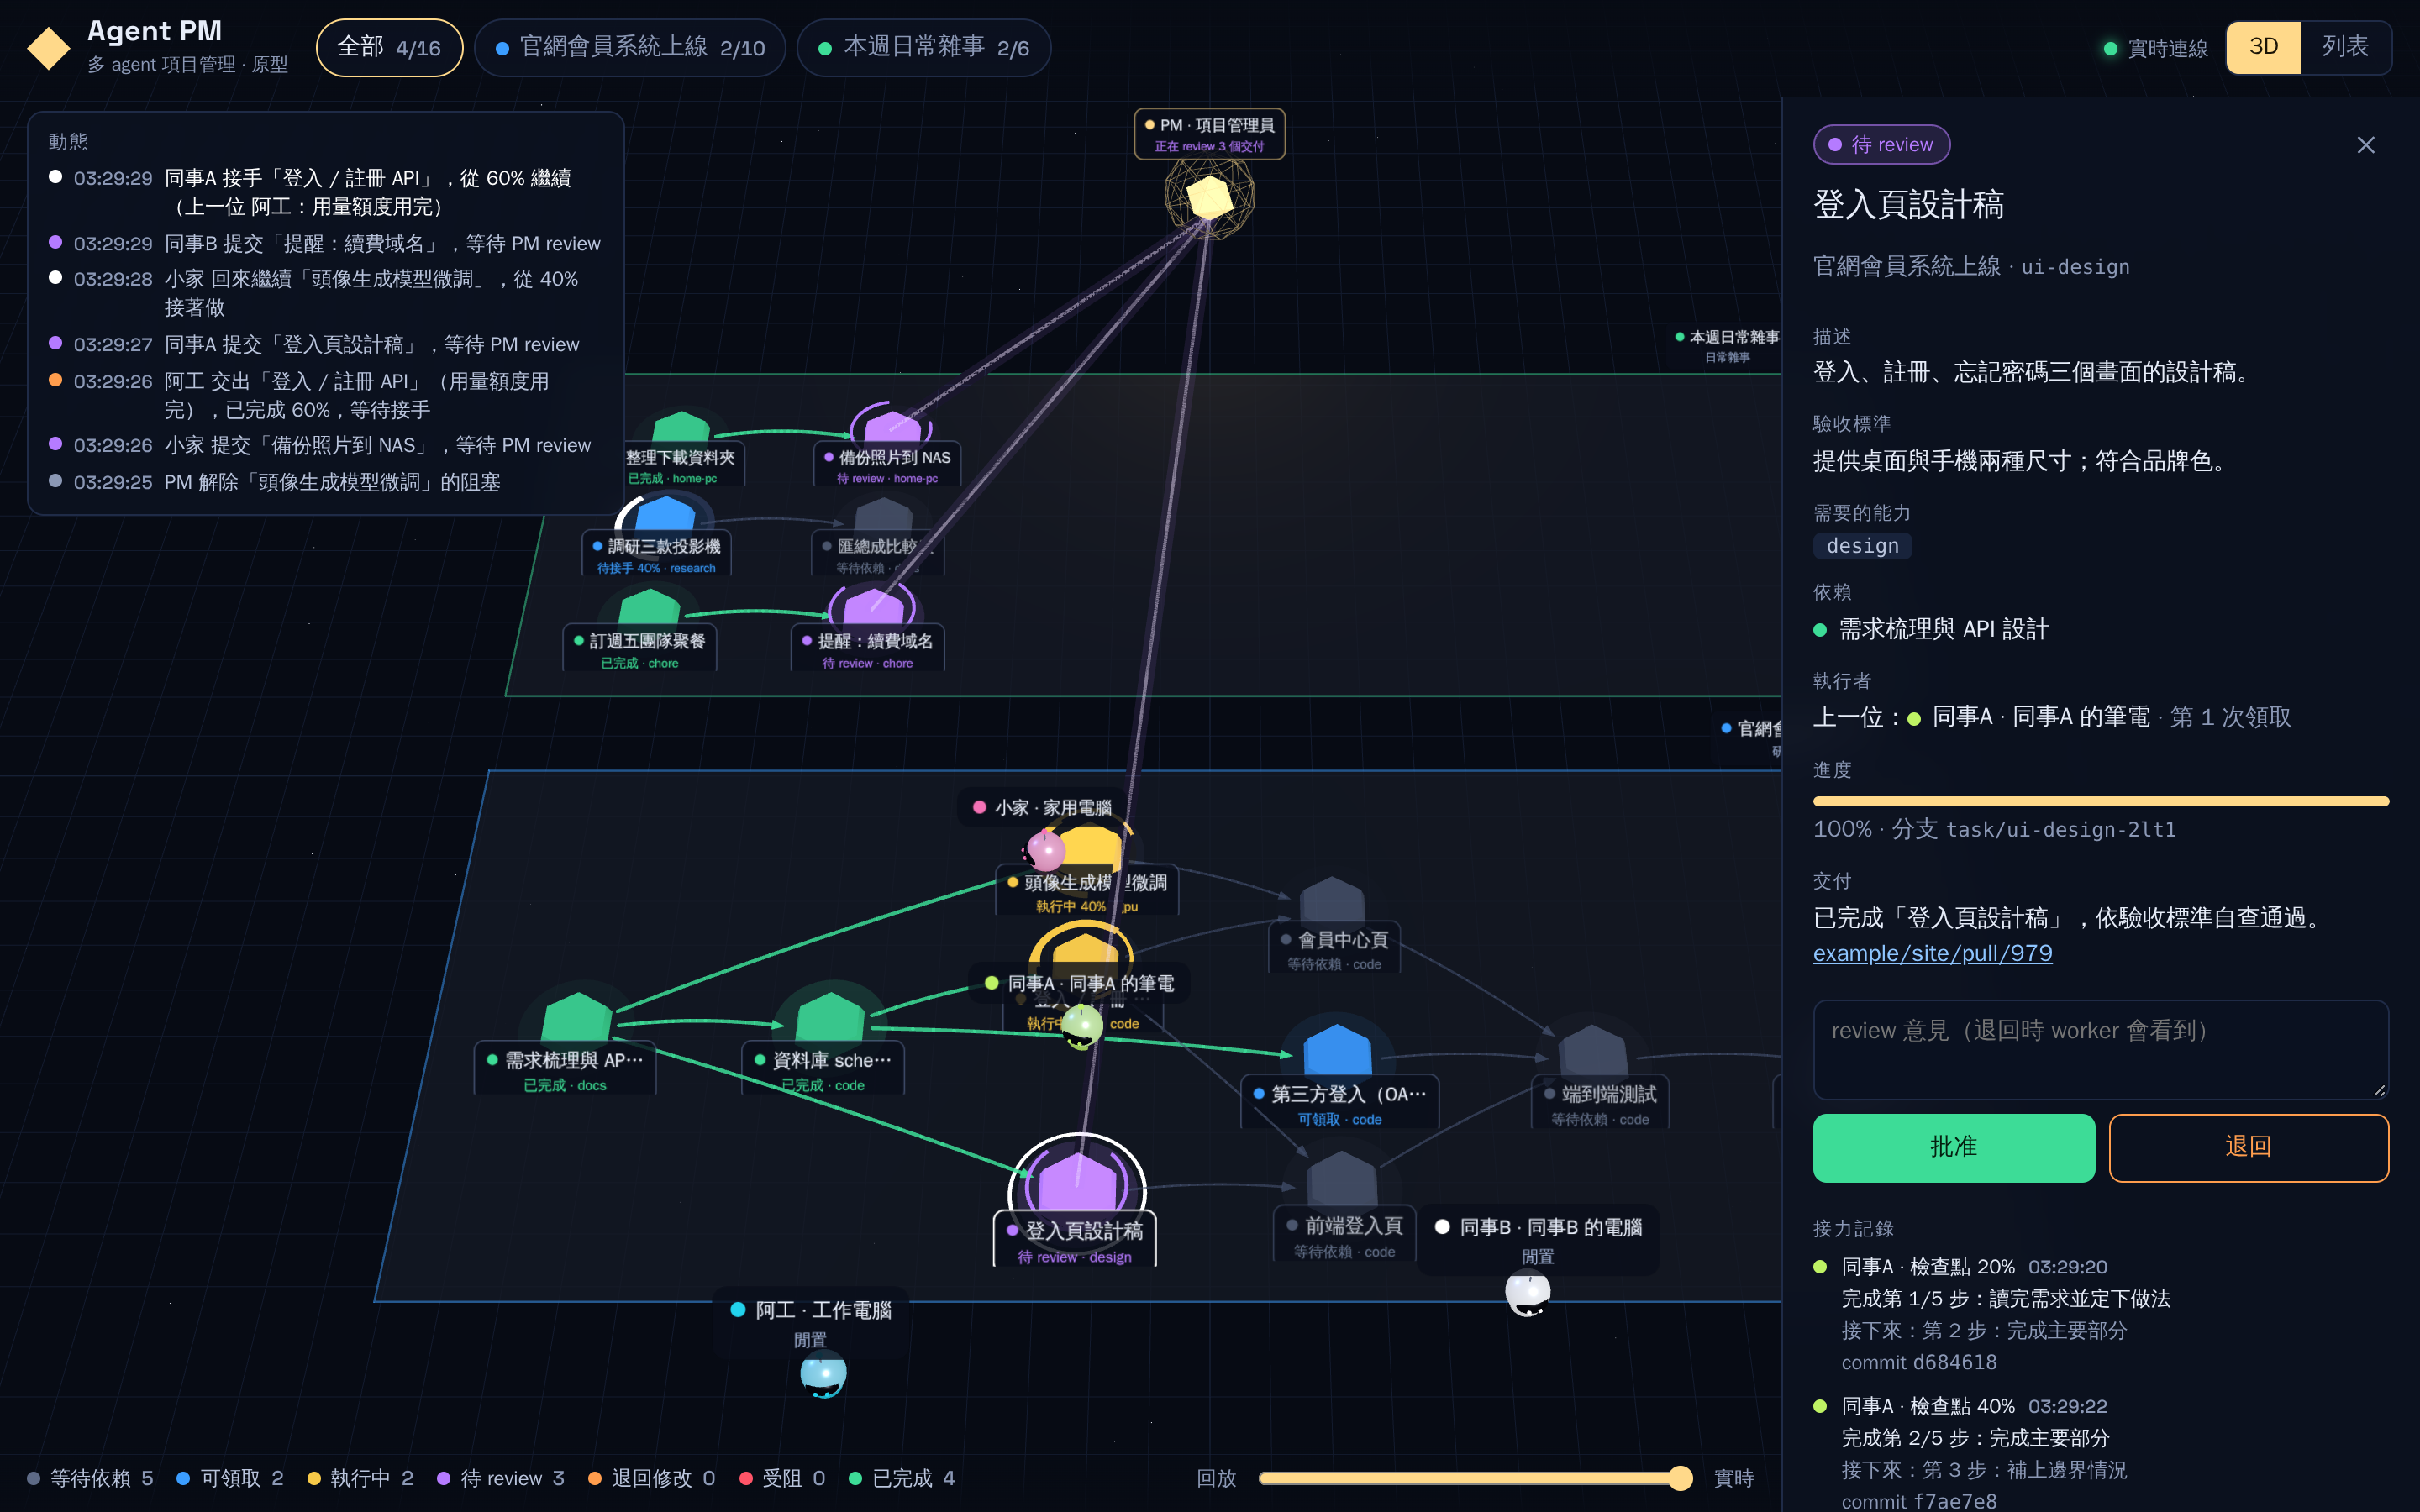 Agent PM
多 agent 項目管理 · 原型
全部 4/16
官網會員系統上線 2/10
本週日常雜事 2/6
實時連線
3D
列表
動態
03:29:29 同事A 接手「登入 / 註冊 API」，從 60% 繼續
（上一位 阿工：用量額度用完）
03:29:29 同事B 提交「提醒：續費域名」，等待 PM review
03:29:28 小家 回來繼續「頭像生成模型微調」，從 40%
接著做
03:29:27 同事A 提交「登入頁設計稿」，等待 PM review
03:29:26 阿工 交出「登入 / 註冊 API」（用量額度用
完），已完成 60%，等待接手
03:29:26 小家 提交「備份照片到 NAS」，等待 PM review
03:29:25 PM 解除「頭像生成模型微調」的阻塞
PM · 項目管理員
正在 review 3 個交付
本週日常雜事
日常雜事
整理下載資料夾
已完成 · home-pc
備份照片到 NAS
待 review · home-pc
調研三款投影機
待接手 40% · research
匯總成比較
等待依賴
訂週五團隊聚餐
已完成 · chore
提醒：續費域名
待 review · chore
官網會
研
小家 · 家用電腦
頭像生成模型微調
執行中 40%
同事A · 同事A 的筆電
執行中
code
會員中心頁
等待依賴 · code
需求梳理與 AP…
已完成 · docs
資料庫 sche…
已完成 · code
第三方登入（OA…
可領取 · code
端到端測試
等待依賴 · code
登入頁設計稿
待 review · design
前端登入頁
等待依賴 · code
同事B · 同事B 的電腦
閒置
阿工 · 工作電腦
閒置
等待依賴 5
可領取 2
執行中 2
待 review 3
退回修改 0
受阻 0
已完成 4
回放
實時
待 review
登入頁設計稿
官網會員系統上線 · ui-design
描述
登入、註冊、忘記密碼三個畫面的設計稿。
驗收標準
提供桌面與手機兩種尺寸；符合品牌色。
需要的能力
design
依賴
需求梳理與 API 設計
執行者
上一位：同事A · 同事A 的筆電 · 第 1 次領取
進度
100% · 分支 task/ui-design-2lt1
交付
已完成「登入頁設計稿」，依驗收標準自查通過。
example/site/pull/979
review 意見（退回時 worker 會看到）
批准
退回
接力記錄
同事A · 檢查點 20% 03:29:20
完成第 1/5 步：讀完需求並定下做法
接下來：第 2 步：完成主要部分
commit d684618
同事A · 檢查點 40% 03:29:22
完成第 2/5 步：完成主要部分
接下來：第 3 步：補上邊界情況
commit f7ae7e8